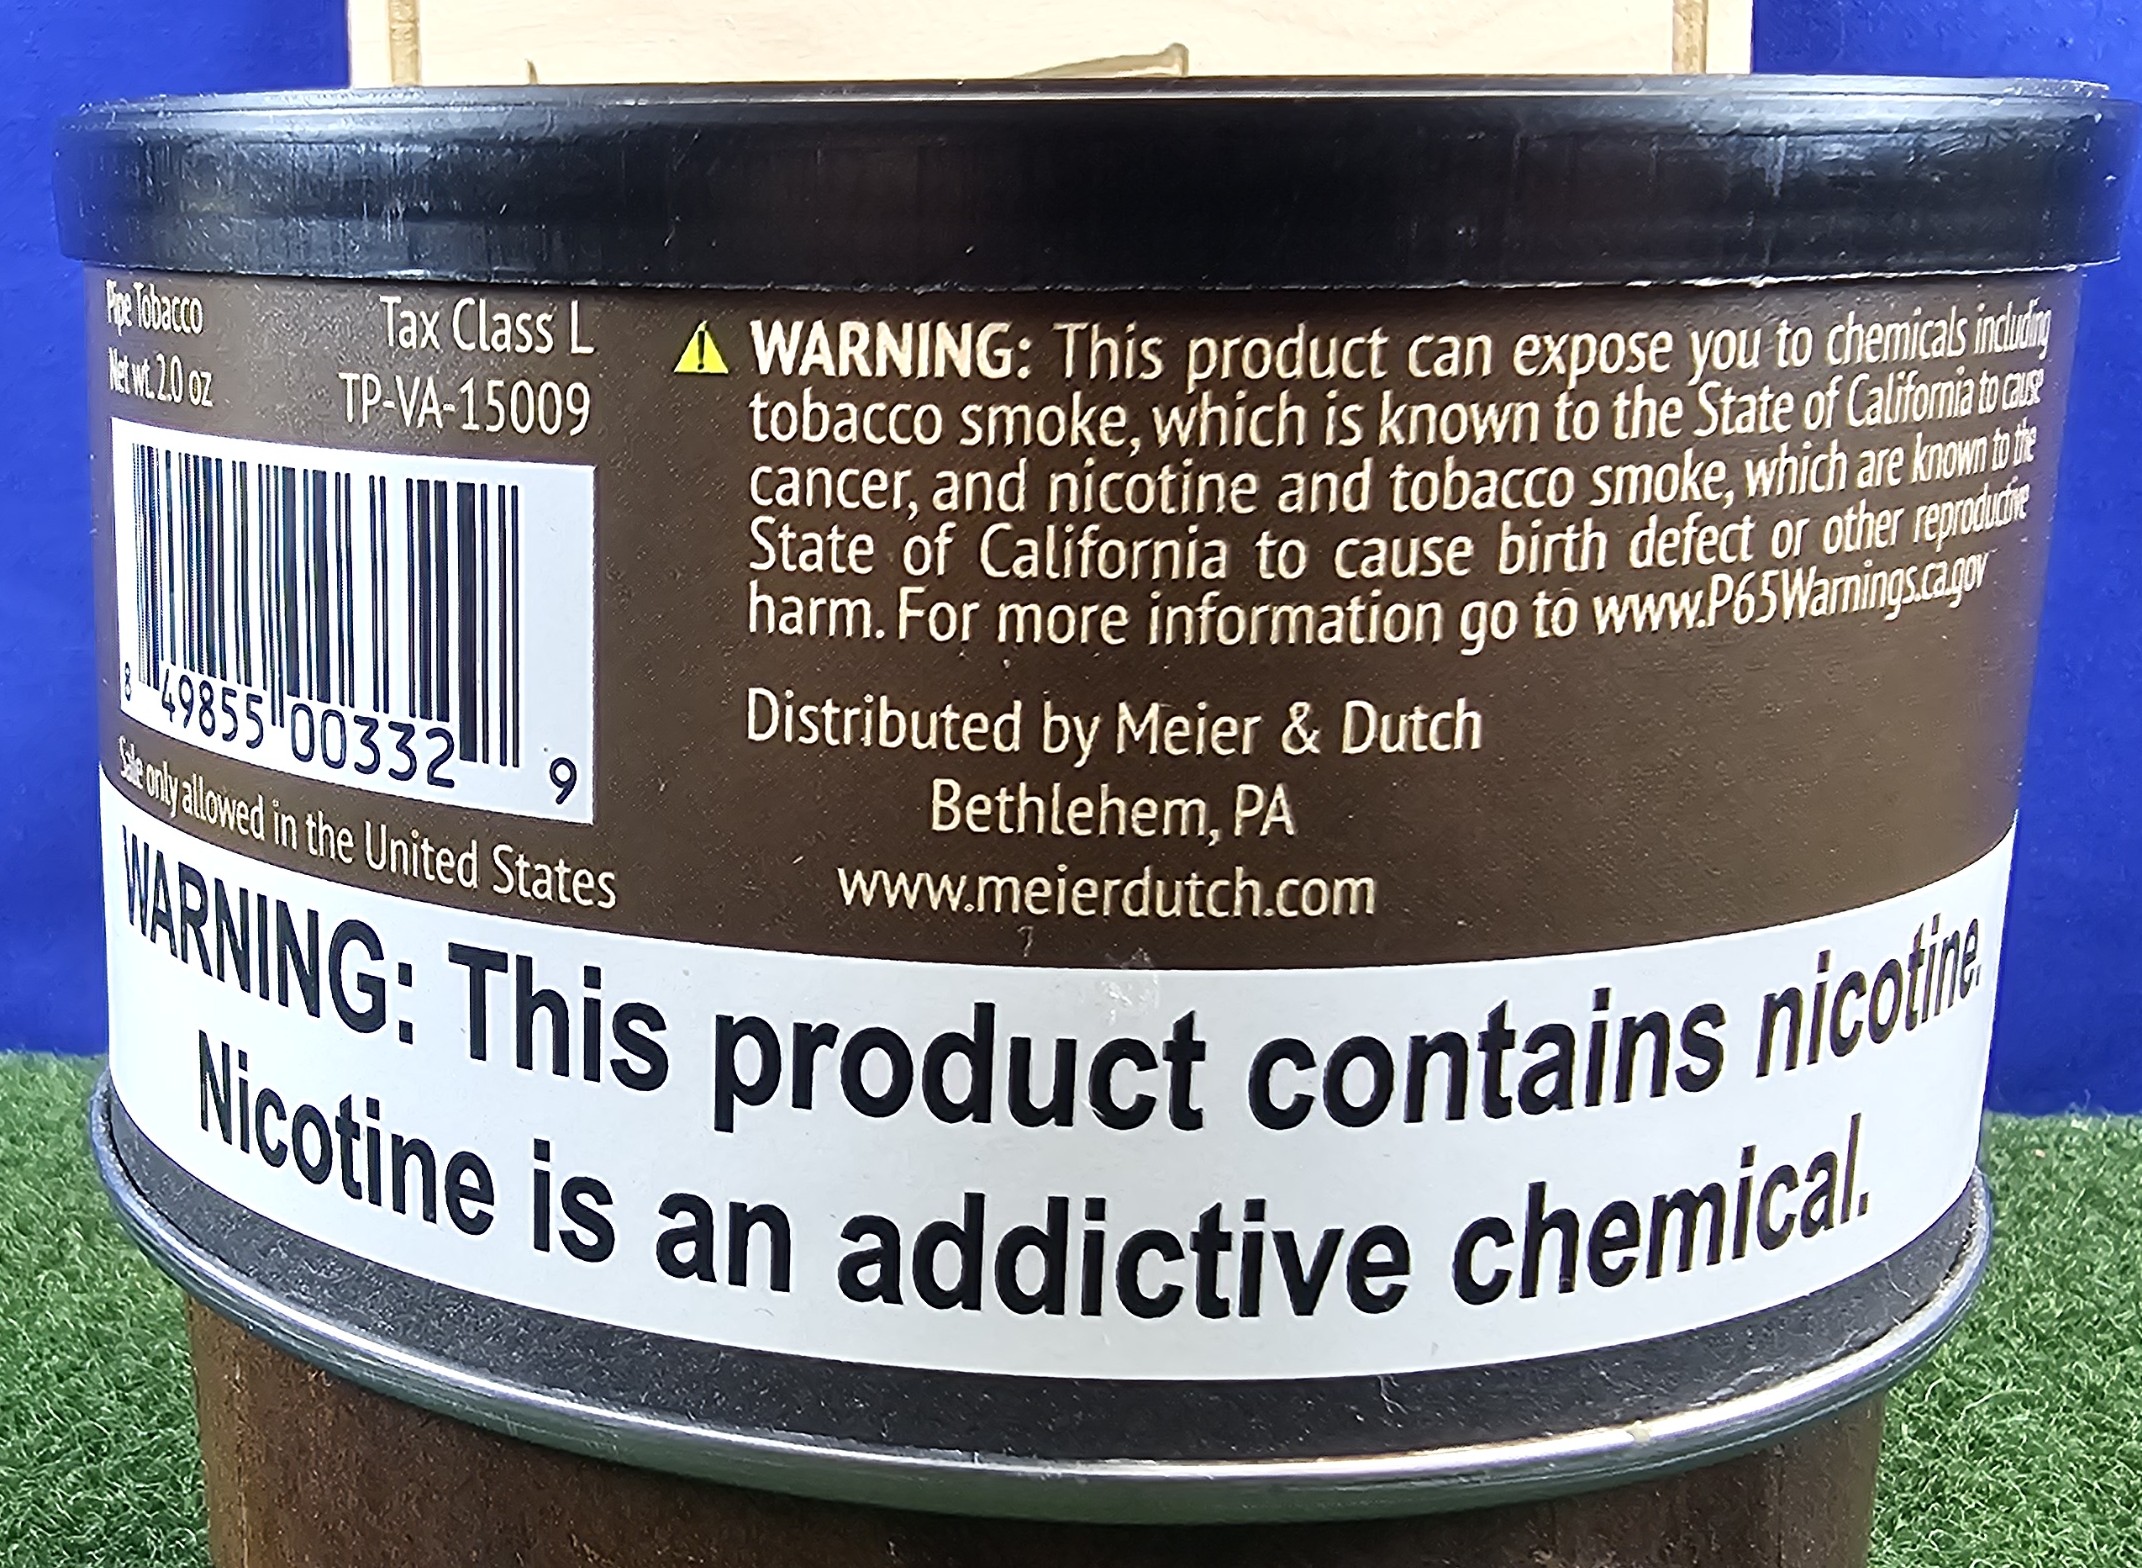 Pipe Tobacco
Net wt. 2.0 oz
Tax Class L
TP-VA-15009
8 49855 00332 9
Sale only allowed in the United States
⚠ WARNING: This product can expose you to chemicals including
tobacco smoke, which is known to the State of California to cause
cancer, and nicotine and tobacco smoke, which are known to the
State of California to cause birth defect or other reproductive
harm. For more information go to www.P65Warnings.ca.gov
Distributed by Meier & Dutch
Bethlehem, PA
www.meierdutch.com
WARNING: This product contains nicotine.
Nicotine is an addictive chemical.